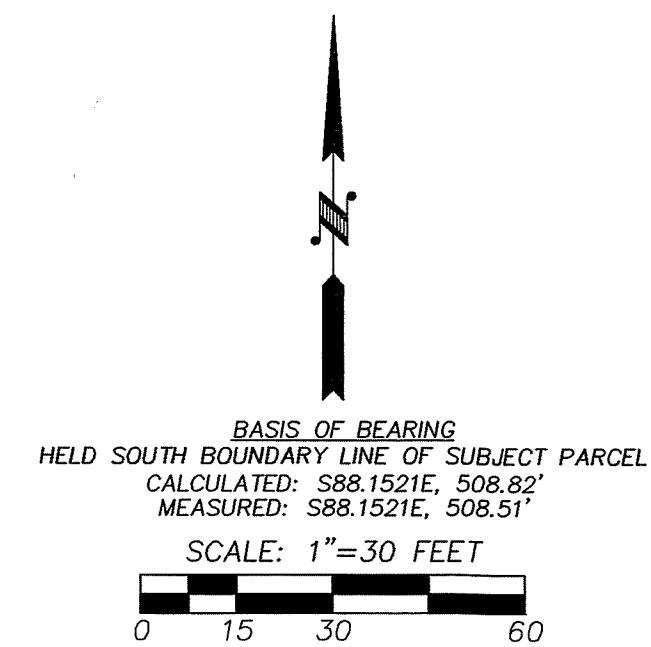 N
BASIS OF BEARING
HELD SOUTH BOUNDARY LINE OF SUBJECT PARCEL
CALCULATED: S88.1521E, 508.82'
MEASURED: S88.1521E, 508.51'
SCALE: 1"=30 FEET
0 15 30 60